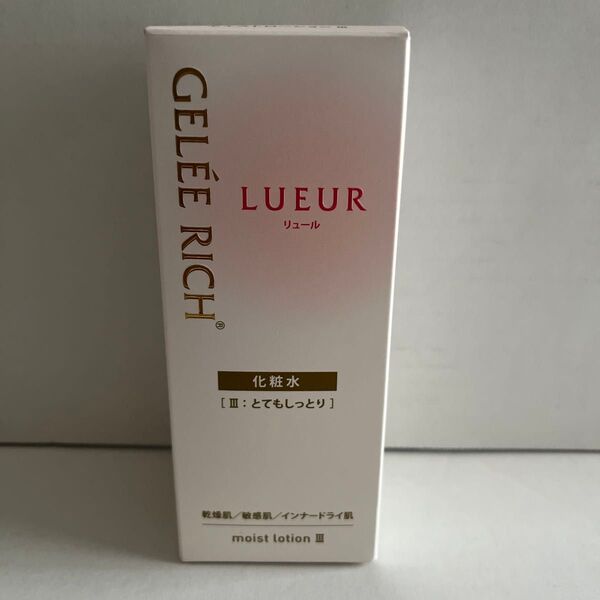 GELÉE RICH®
LUEUR
リュール
化粧水
[Ⅲ：とてもしっとり]
乾燥肌／敏感肌／インナードライ肌
moist lotion Ⅲ